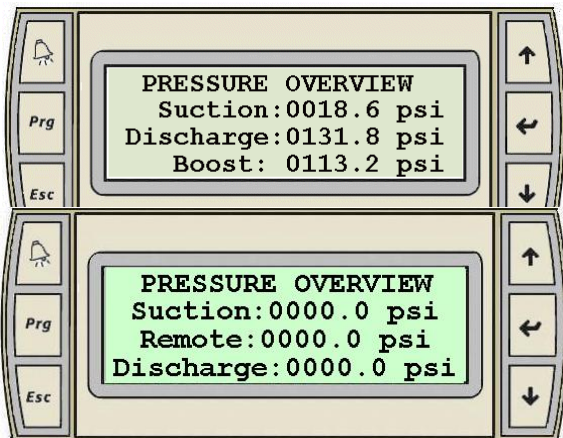 PRESSURE OVERVIEW
Suction:0018.6 psi
Prg
Discharge:0131.8 psi
Boost: 0113.2 psi
Esc
PRESSURE OVERVIEW
Suction:0000.0 psi
Prg
Remote:0000.0 psi
Discharge:0000.0 psi
Esc